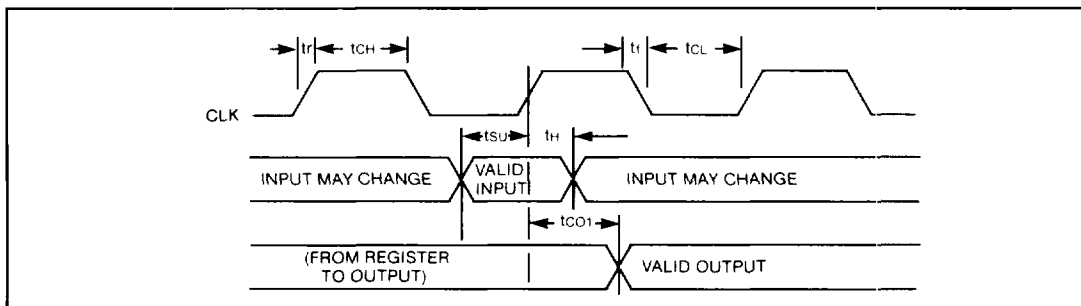 tr tCH tf tCL
CLK
tSU tH
INPUT MAY CHANGE VALID INPUT INPUT MAY CHANGE
tCO1
(FROM REGISTER TO OUTPUT) VALID OUTPUT